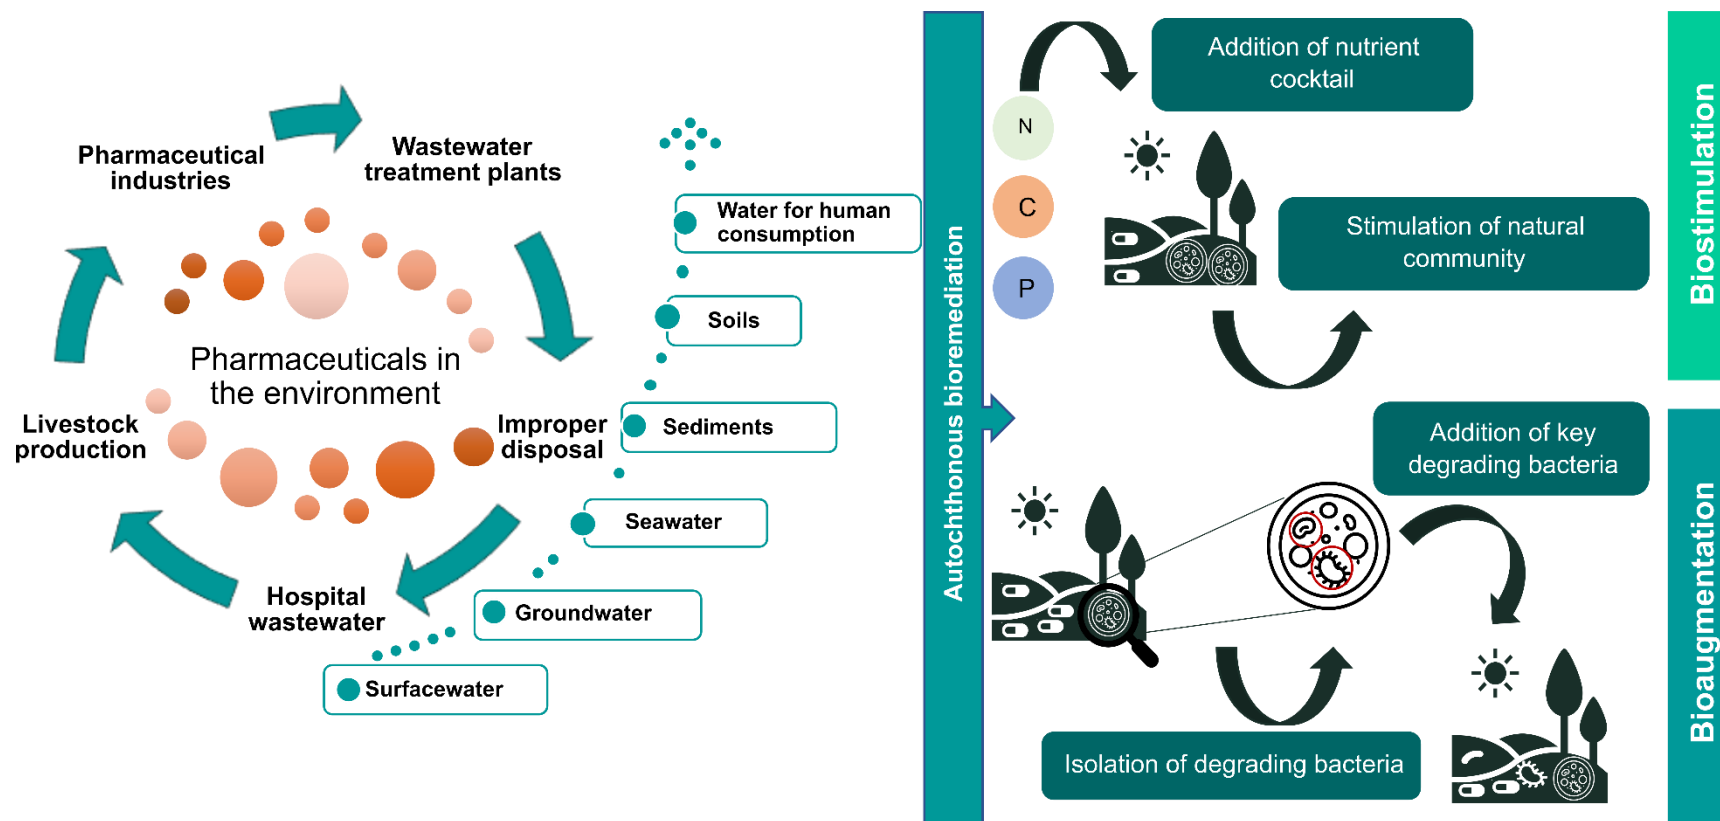 Pharmaceutical
industries
Wastewater
treatment plants
Pharmaceuticals in
the environment
Livestock
production
Improper
disposal
Hospital
wastewater
Water for human
consumption
Soils
Sediments
Seawater
Groundwater
Surfacewater
Autochthonous bioremediation
N
C
P
Addition of nutrient
cocktail
Stimulation of natural
community
Biostimulation
Addition of key
degrading bacteria
Isolation of degrading bacteria
Bioaugmentation